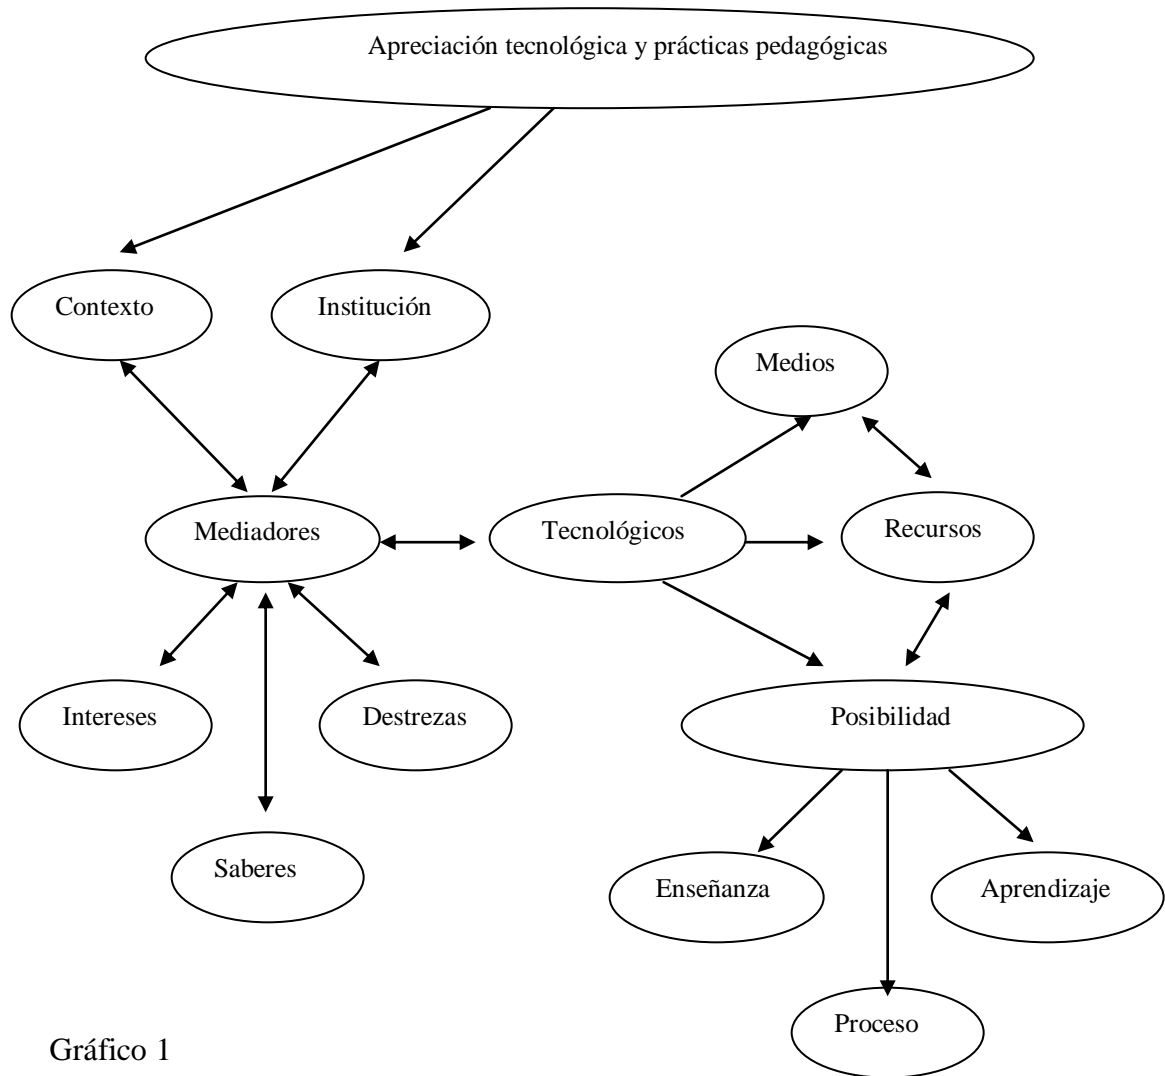 Apreciación tecnológica y prácticas pedagógicas
Contexto
Institución
Medios
Mediadores
Tecnológicos
Recursos
Intereses
Destrezas
Posibilidad
Saberes
Enseñanza
Aprendizaje
Proceso
Gráfico 1